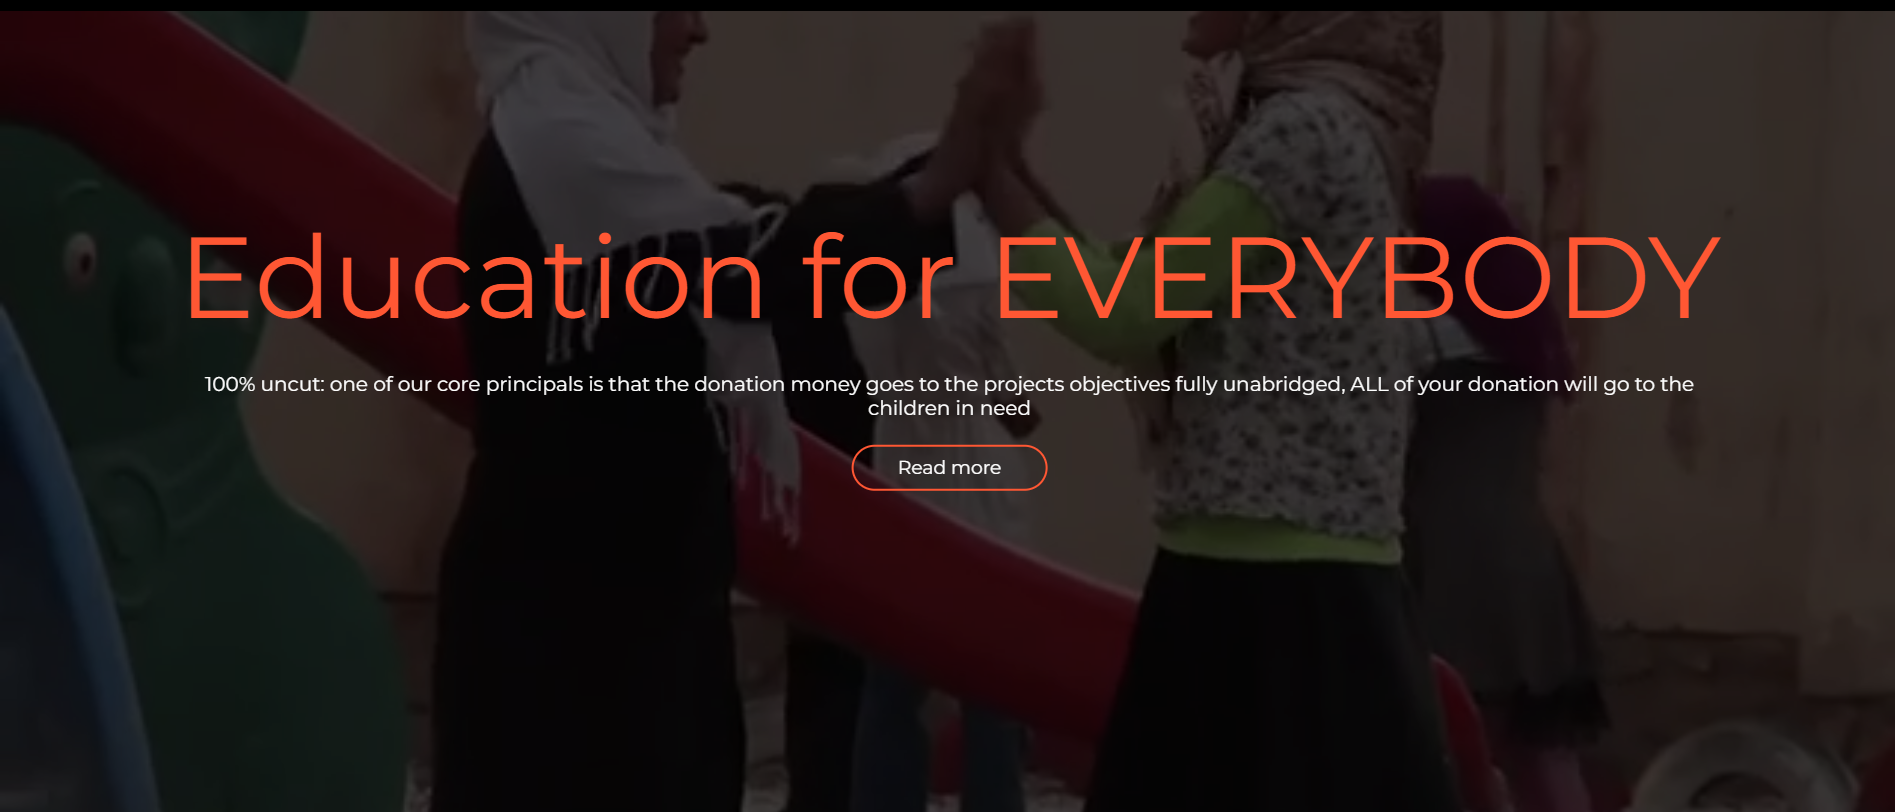 Education for EVERYBODY
100% uncut: one of our core principals is that the donation money goes to the projects objectives fully unabridged, ALL of your donation will go to the
children in need
Read more